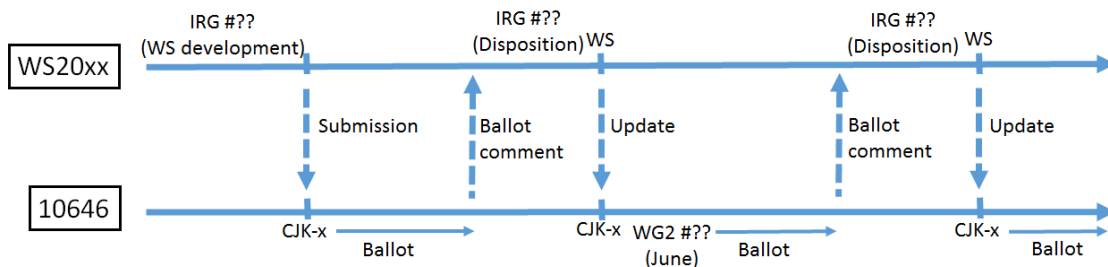 IRG #??
(WS development)
IRG #??
(Disposition)
WS
IRG #??
(Disposition)
WS
WS20xx
Submission
Ballot
comment
Update
Ballot
comment
Update
10646
CJK-x
Ballot
CJK-x
WG2 #??
(June)
Ballot
CJK-x
Ballot